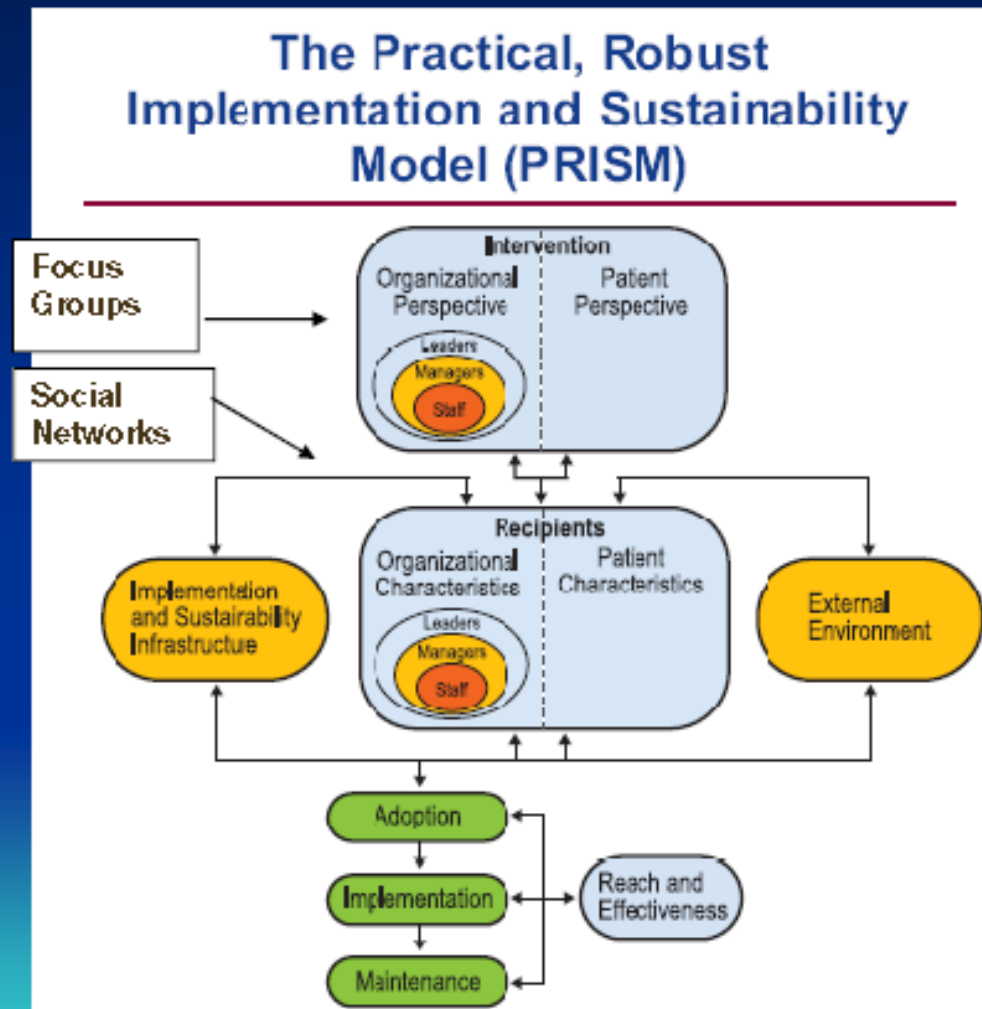 The Practical, Robust
Implementation and Sustainability
Model (PRISM)
Focus
Groups
Social
Networks
Intervention
Organizational
Perspective
Patient
Perspective
Leaders
Managers
Staff
Recipients
Organizational
Characteristics
Patient
Characteristics
Leaders
Managers
Staff
Implementation
and Sustainability
Infrastructure
External
Environment
Adoption
Implementation
Maintenance
Reach and
Effectiveness